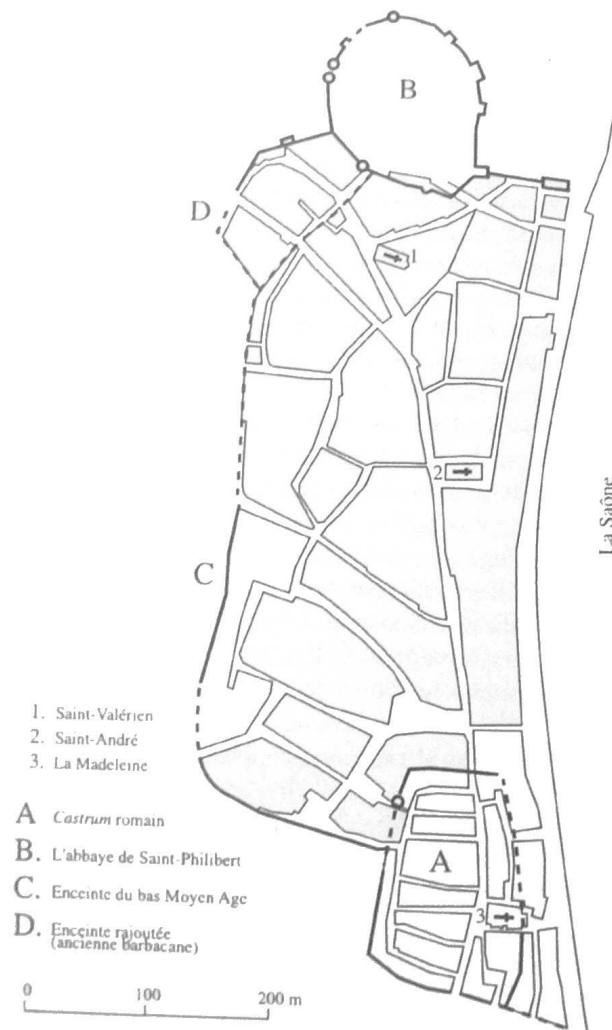 B
D
1
2
La Saône
C
1. Saint-Valérien
2. Saint-André
3. La Madeleine
A Castrum romain
B. L'abbaye de Saint-Philibert
C. Enceinte du bas Moyen Age
D. Enceinte rajoutée
(ancienne Barbacane)
A
3
0 100 200 m